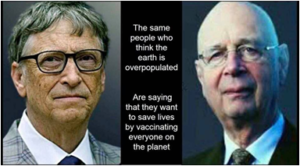 The same
people who
think the
earth is
overpopulated
Are saying
that they want
to save lives
by vaccinating
everyone on
the planet